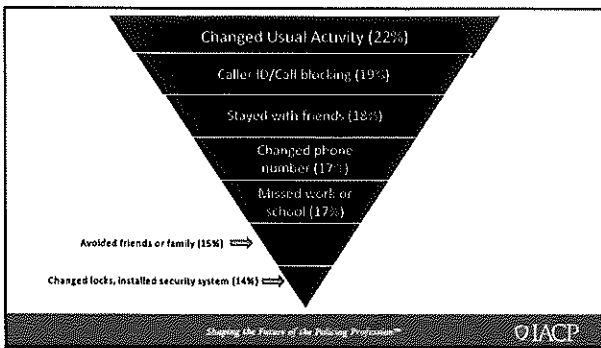 Changed Usual Activity (22%)
Caller ID/Call blocking (19%)
Stayed with friends (18%)
Changed phone
number (17%)
Missed work or
school (17%)
Avoided friends or family (15%)
Changed locks, installed security system (14%)
Shaping the Future of the Policing Profession™
IACP